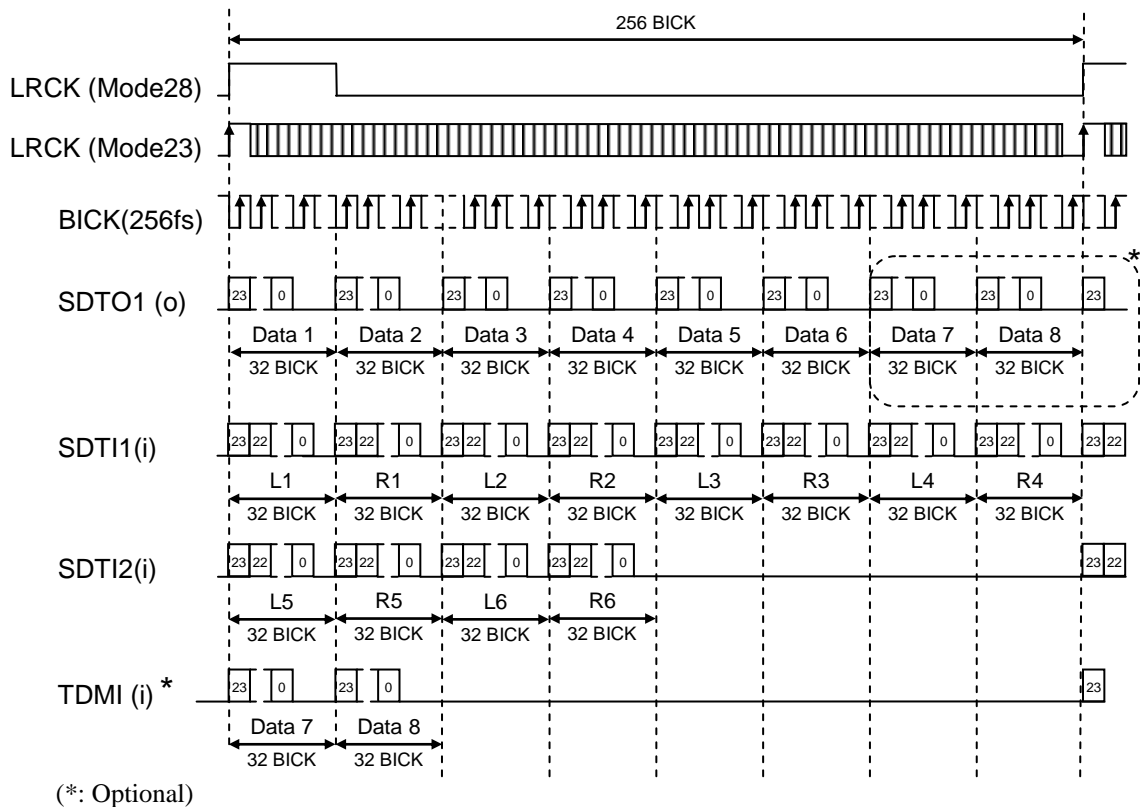 256 BICK
LRCK (Mode28)
LRCK (Mode23)
BICK(256fs)
*
SDTO1 (o)
23 0 23 0 23 0 23 0 23 0 23 0 23 0 23 0 23
Data 1 Data 2 Data 3 Data 4 Data 5 Data 6 Data 7 Data 8
32 BICK 32 BICK 32 BICK 32 BICK 32 BICK 32 BICK 32 BICK 32 BICK
SDTI1(i)
23 22 0 23 22 0 23 22 0 23 22 0 23 22 0 23 22 0 23 22 0 23 22 0 23 22
L1 R1 L2 R2 L3 R3 L4 R4
32 BICK 32 BICK 32 BICK 32 BICK 32 BICK 32 BICK 32 BICK 32 BICK
SDTI2(i)
23 22 0 23 22 0 23 22 0 23 22 0 23 22
L5 R5 L6 R6
32 BICK 32 BICK 32 BICK 32 BICK
TDMI (i) *
23 0 23 0 23
Data 7 Data 8
32 BICK 32 BICK
(*: Optional)